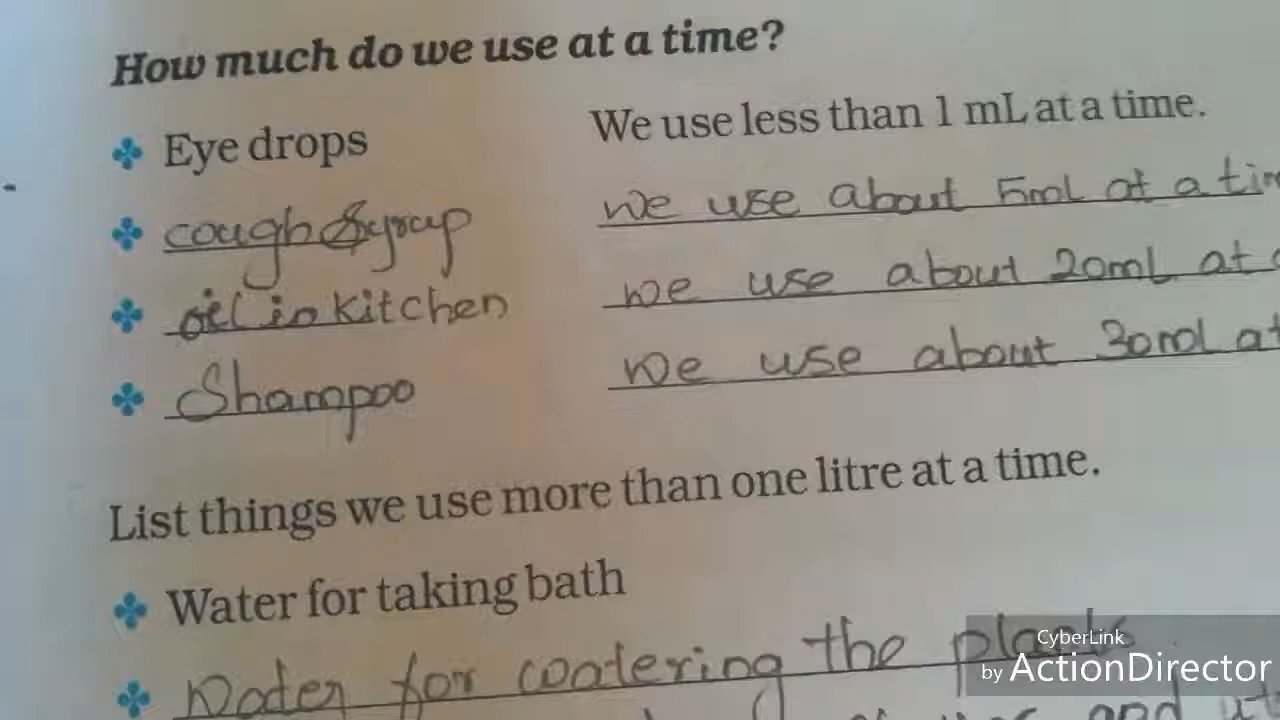 How much do we use at a time?
Eye drops We use less than 1 mL at a time.
cough syrup we use about 5mL at a
oil in kitchen we use about 20mL at
Shampoo we use about 30mL at
List things we use more than one litre at a time.
Water for taking bath
Water for watering the plants
and
CyberLink
by ActionDirector